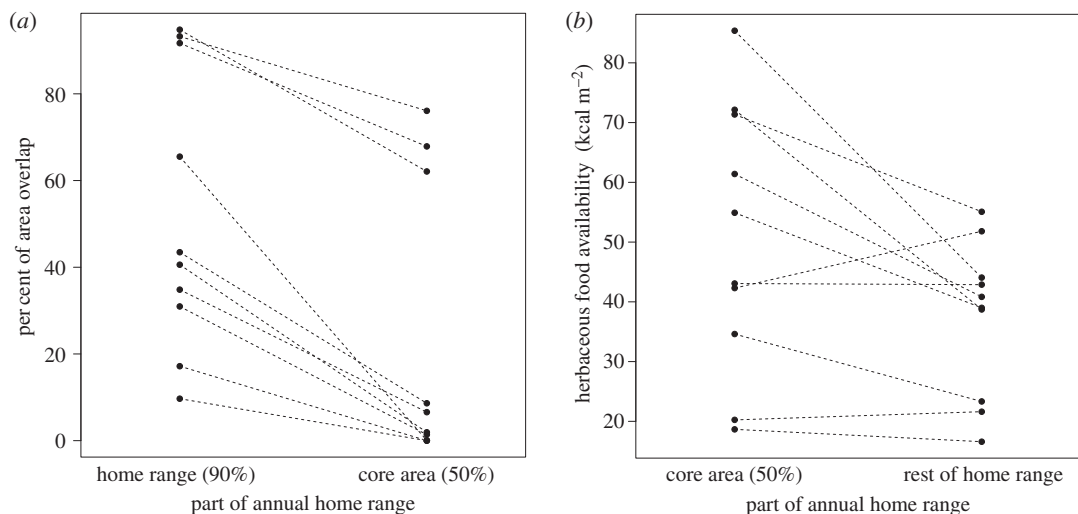 (a)
per cent of area overlap
80
60
40
20
0
home range (90%) core area (50%)
part of annual home range
(b)
herbaceous food availability (kcal m⁻²)
80
70
60
50
40
30
20
core area (50%) rest of home range
part of annual home range